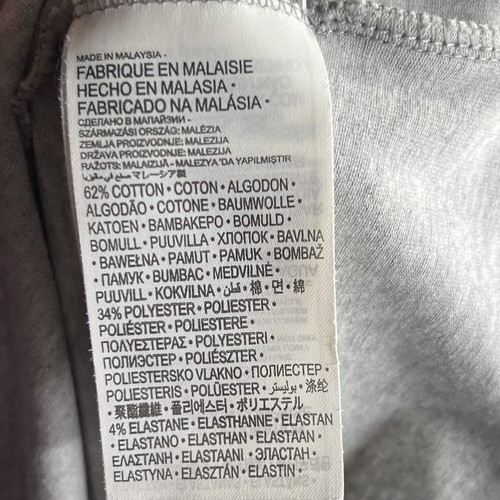 MADE IN MALAYSIA -
FABRIQUE EN MALAISIE
HECHO EN MALASIA •
FABRICADO NA MALÁSIA •
СДЕЛАНО В МАЛАЙЗИИ -
SZÁRMAZÁSI ORSZÁG: MALÉZIA
ZEMLJA PROIZVODNJE: MALEZIJA
DRŽAVA PROIZVODNJE: MALEZIJA
RAŽOTS: MALAIZIJĀ - MALEZYA'DA YAPILMIŞTIR
マレーシア製
62% COTTON • COTON • ALGODON •
ALGODÃO • COTONE • BAUMWOLLE •
KATOEN • ΒΑΜΒΑΚΕΡΟ • BOMULD •
BOMULL • PUUVILLA • ХЛОПОК • BAVLNA
• BAWEŁNA • PAMUT • PAMUK • BOMBAŽ
• ПАМУК • BUMBAC • MEDVILNĖ •
PUUVILL • KOKVILNA • قطن • 棉 • 면 • 綿
34% POLYESTER • POLIESTER •
POLIÉSTER • POLIESTERE •
ΠΟΛΥΕΣΤΕΡΑΣ • POLYESTERI •
ПОЛИЭСТЕР • POLIÉSZTER •
POLIESTERSKO VLAKNO • ПОЛИЕСТЕР •
POLIESTERIS • POLÜESTER • بوليستر • 涤纶
• 聚酯纖維 • 폴리에스터 • ポリエステル
4% ELASTANE • ELASTHANNE • ELASTAN
• ELASTANO • ELASTHAN • ELASTAAN •
ΕΛΑΣΤΑΝΗ • ELASTAANI • ЭЛАСТАН •
ELASTYNA • ELASZTÁN • ELASTIN •